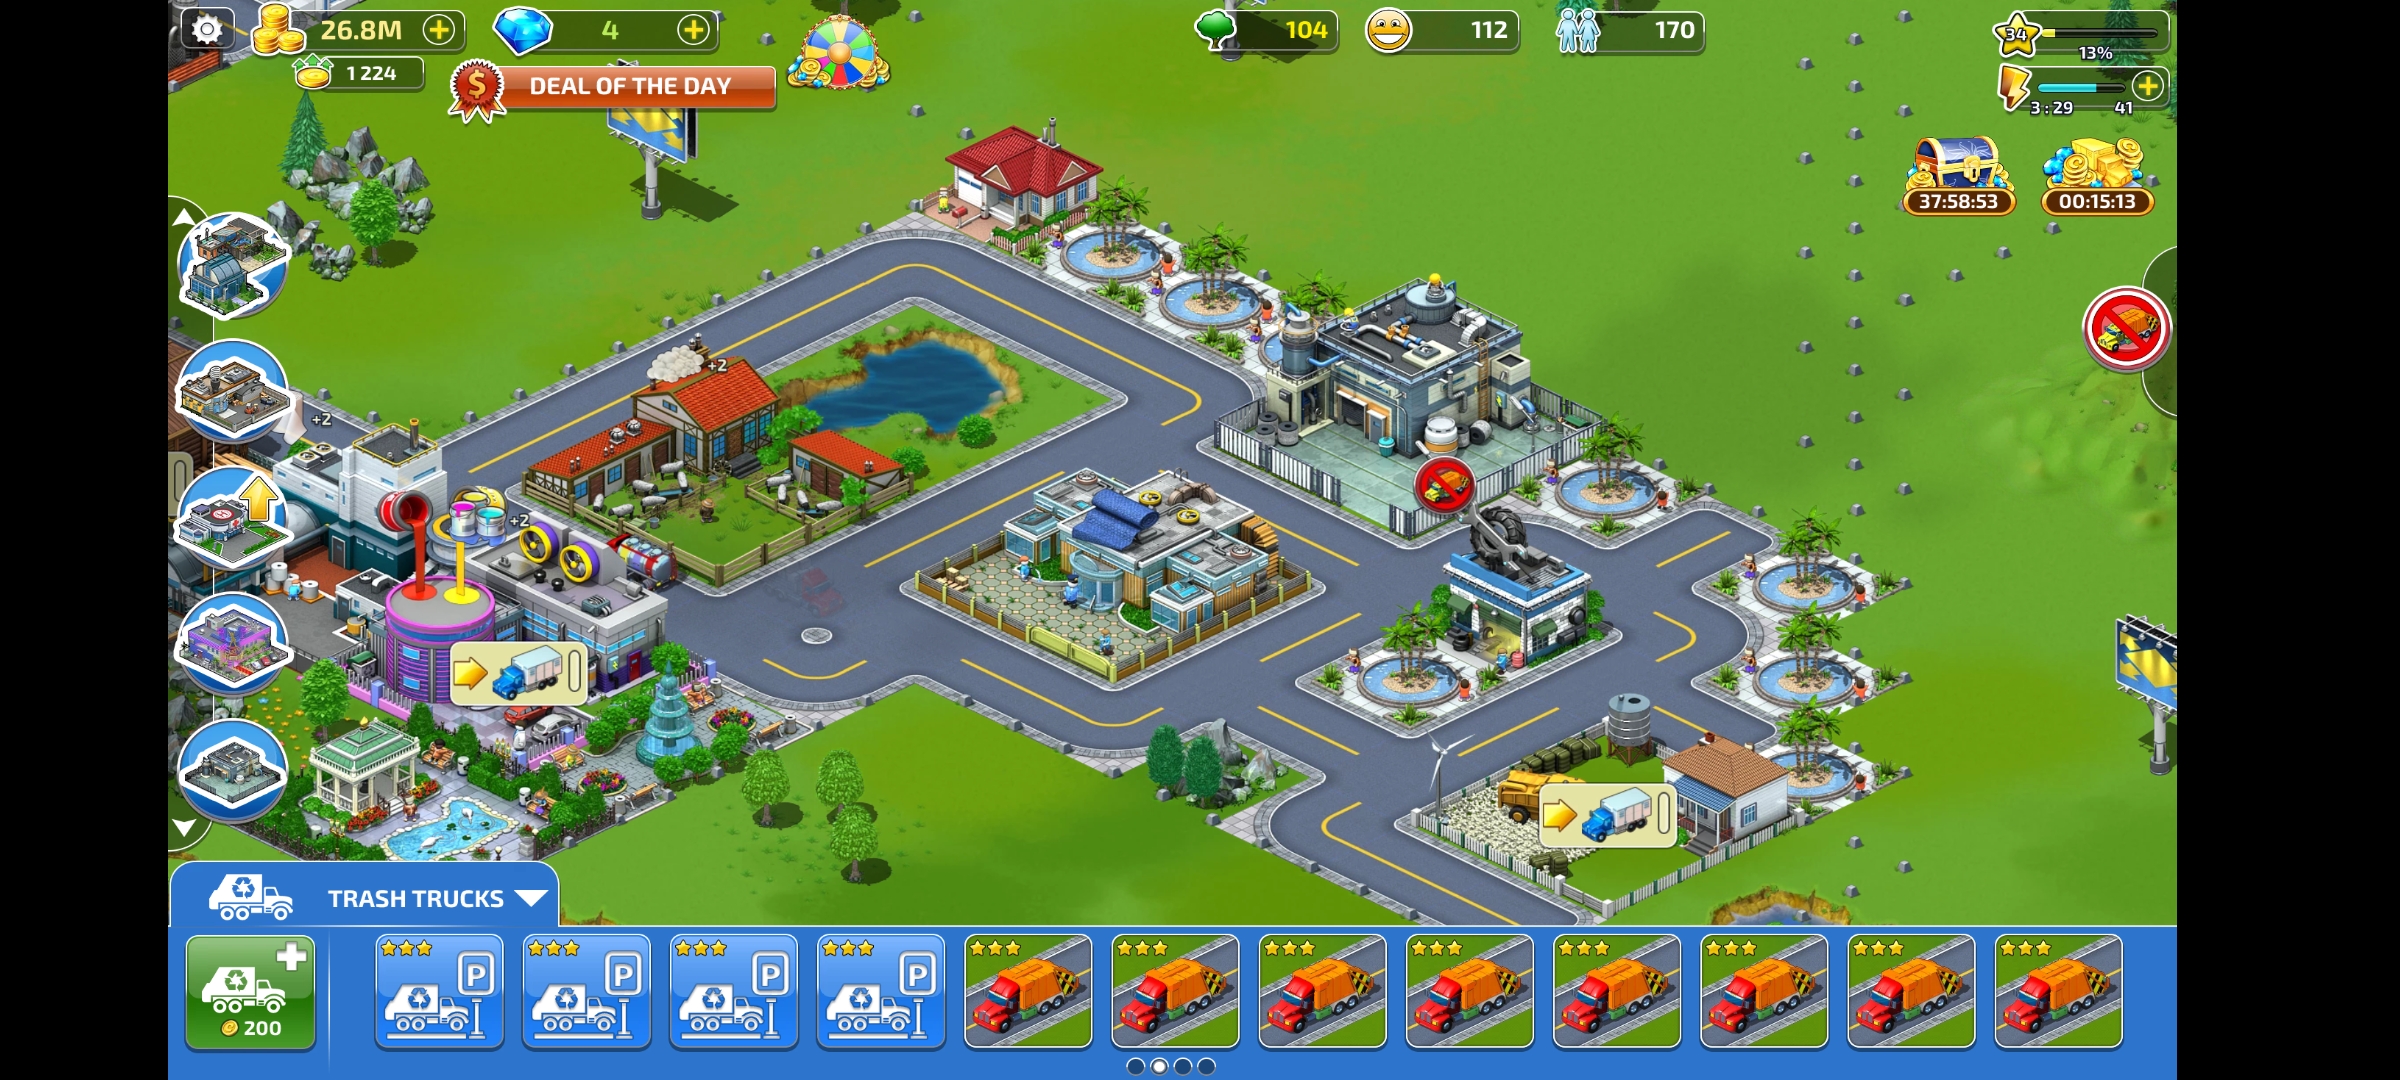 26.8M
4
104
112
170
34
13%
1 224
DEAL OF THE DAY
3:29
41
37:58:53
00:15:13
+2
+2
+2
TRASH TRUCKS
200
P
P
P
P